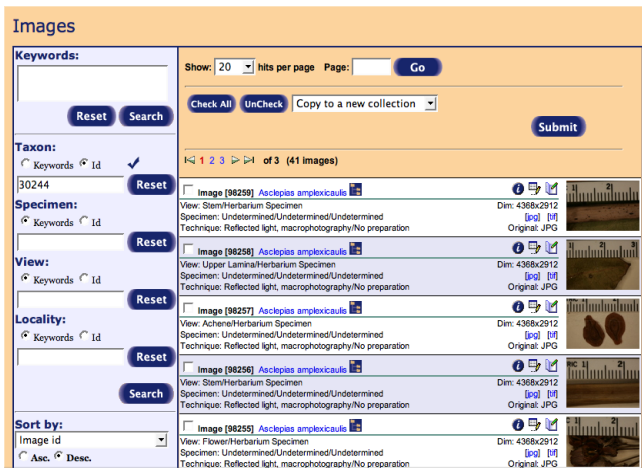 Images
Keywords:
Reset Search
Taxon:
Keywords Id
30244 Reset
Specimen:
Keywords Id
Reset
View:
Keywords Id
Reset
Locality:
Keywords Id
Reset
Search
Sort by:
Image id
Asc. Desc.
Show: 20 hits per page Page: Go
Check All UnCheck Copy to a new collection
Submit
1 2 3 of 3 (41 images)
Image [98259] Asclepias amplexicaulis
View: Stem/Herbarium Specimen Dim: 4368x2912
Specimen: Undetermined/Undetermined/Undetermined [jpg] [tif]
Technique: Reflected light, macrophotography/No preparation Original: JPG
Image [98258] Asclepias amplexicaulis
View: Upper Lamina/Herbarium Specimen Dim: 4368x2912
Specimen: Undetermined/Undetermined/Undetermined [jpg] [tif]
Technique: Reflected light, macrophotography/No preparation Original: JPG
Image [98257] Asclepias amplexicaulis
View: Achene/Herbarium Specimen Dim: 4368x2912
Specimen: Undetermined/Undetermined/Undetermined [jpg] [tif]
Technique: Reflected light, macrophotography/No preparation Original: JPG
Image [98256] Asclepias amplexicaulis
View: Stem/Herbarium Specimen Dim: 4368x2912
Specimen: Undetermined/Undetermined/Undetermined [jpg] [tif]
Technique: Reflected light, macrophotography/No preparation Original: JPG
Image [98255] Asclepias amplexicaulis
View: Flower/Herbarium Specimen Dim: 4368x2912
Specimen: Undetermined/Undetermined/Undetermined [jpg] [tif]
Technique: Reflected light, macrophotography/No preparation Original: JPG